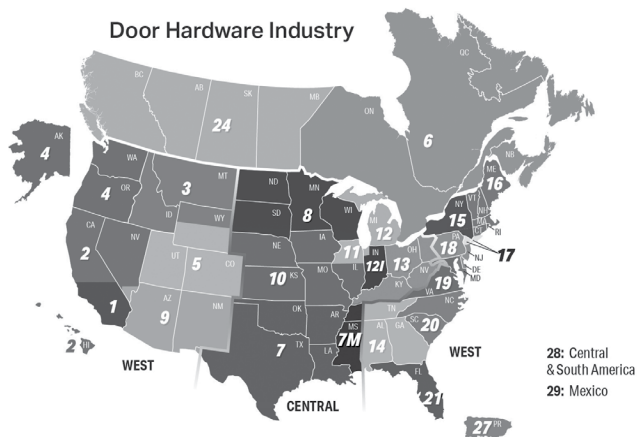 Door Hardware Industry
QC
BC
AB
SK
MB
ON
24
6
AK
4
NB
WA
MT
ND
MN
ME
16
3
4
OR
8
WI
NY
VT
NH
MA
15
RI
CT
ID
SD
MI
12
WY
CA
NV
NE
IA
11
IN
OH
PA
18
17
NJ
2
UT
5
CO
12I
13
DE
MD
10
KS
MO
IL
NV
19
KY
VA
1
AZ
9
NM
OK
AR
TN
NC
SC
20
MS
AL
GA
7
TX
7M
14
LA
2
HI
WEST
WEST
FL
21
CENTRAL
28: Central
& South America
29: Mexico
27
PR